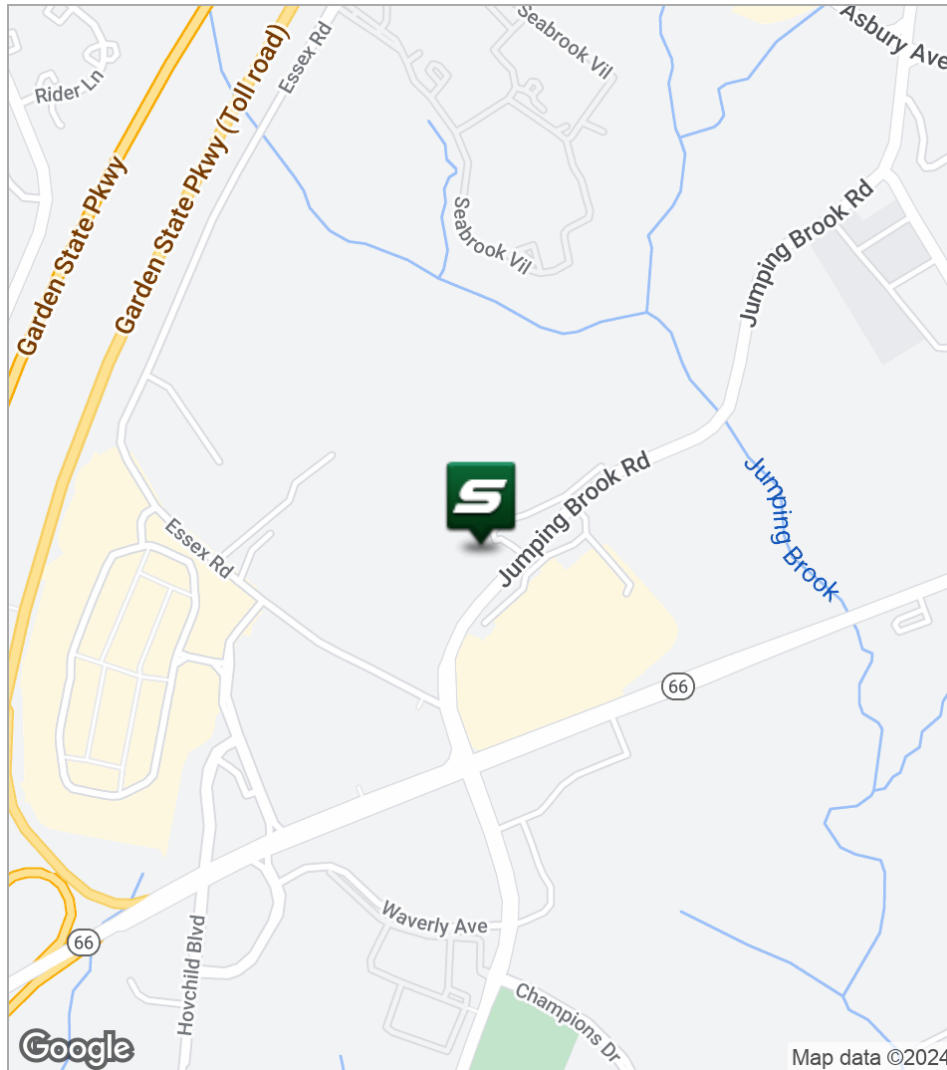 Seabrook Vil
Asbury Ave
Essex Rd
Rider Ln
Garden State Pkwy (Toll road)
Garden State Pkwy
Seabrook Vil
Jumping Brook Rd
Jumping Brook Rd
Jumping Brook
S
Essex Rd
66
Waverly Ave
66
Hovchild Blvd
Champions Dr
Google
Map data ©2024